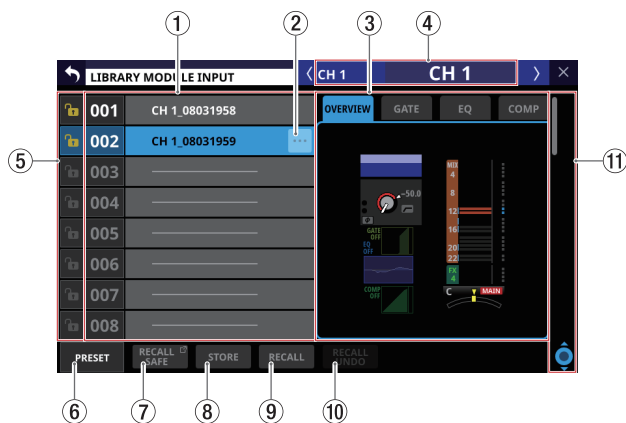 ① ② ③ ④
LIBRARY MODULE INPUT
CH 1 CH 1
001 CH 1_08031958
002 CH 1_08031959
003
004
005
006
007
008
OVERVIEW GATE EQ COMP
-50.0
GATE
OFF
EQ
OFF
COMP
OFF
MIX
4
8
12
16
20
22
FX
4
C MAIN
⑤ ⑪
PRESET
RECALL
SAFE
STORE
RECALL
RECALL
UNDO
⑥ ⑦ ⑧ ⑨ ⑩